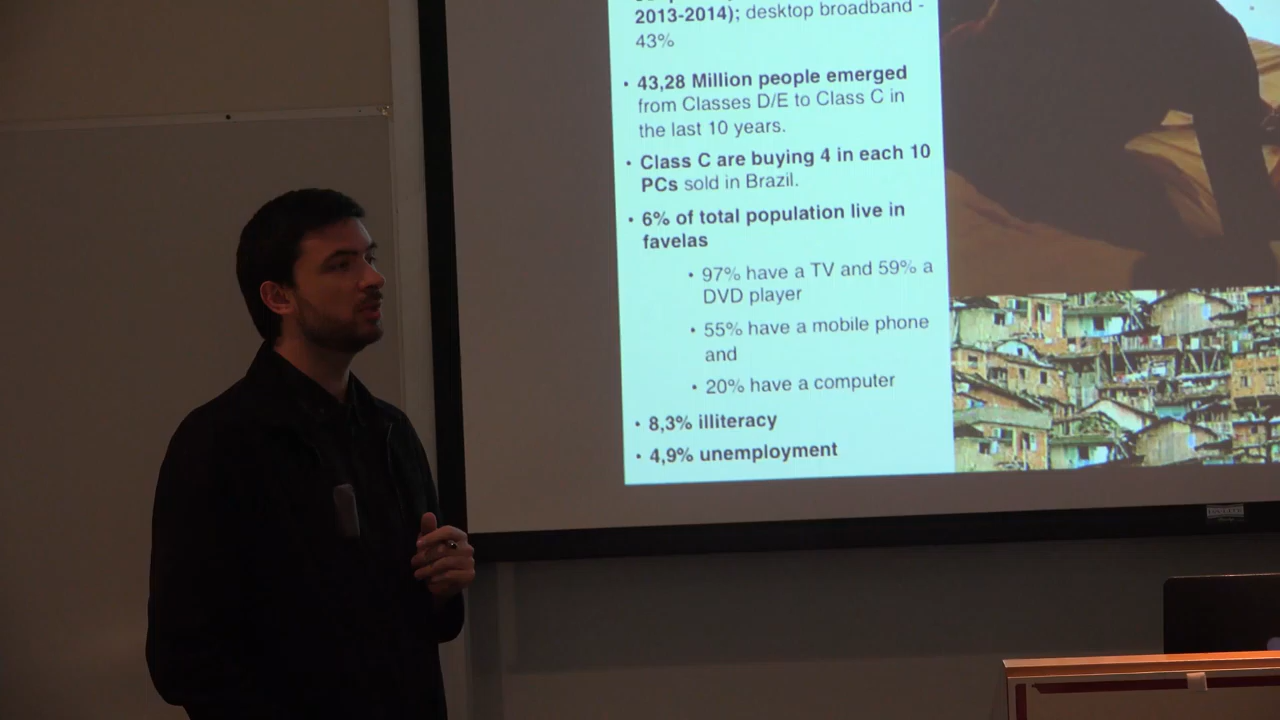 2013-2014); desktop broadband -
43%
• 43,28 Million people emerged
from Classes D/E to Class C in
the last 10 years.
• Class C are buying 4 in each 10
PCs sold in Brazil.
• 6% of total population live in
favelas
• 97% have a TV and 59% a
DVD player
• 55% have a mobile phone
and
• 20% have a computer
• 8,3% illiteracy
• 4,9% unemployment